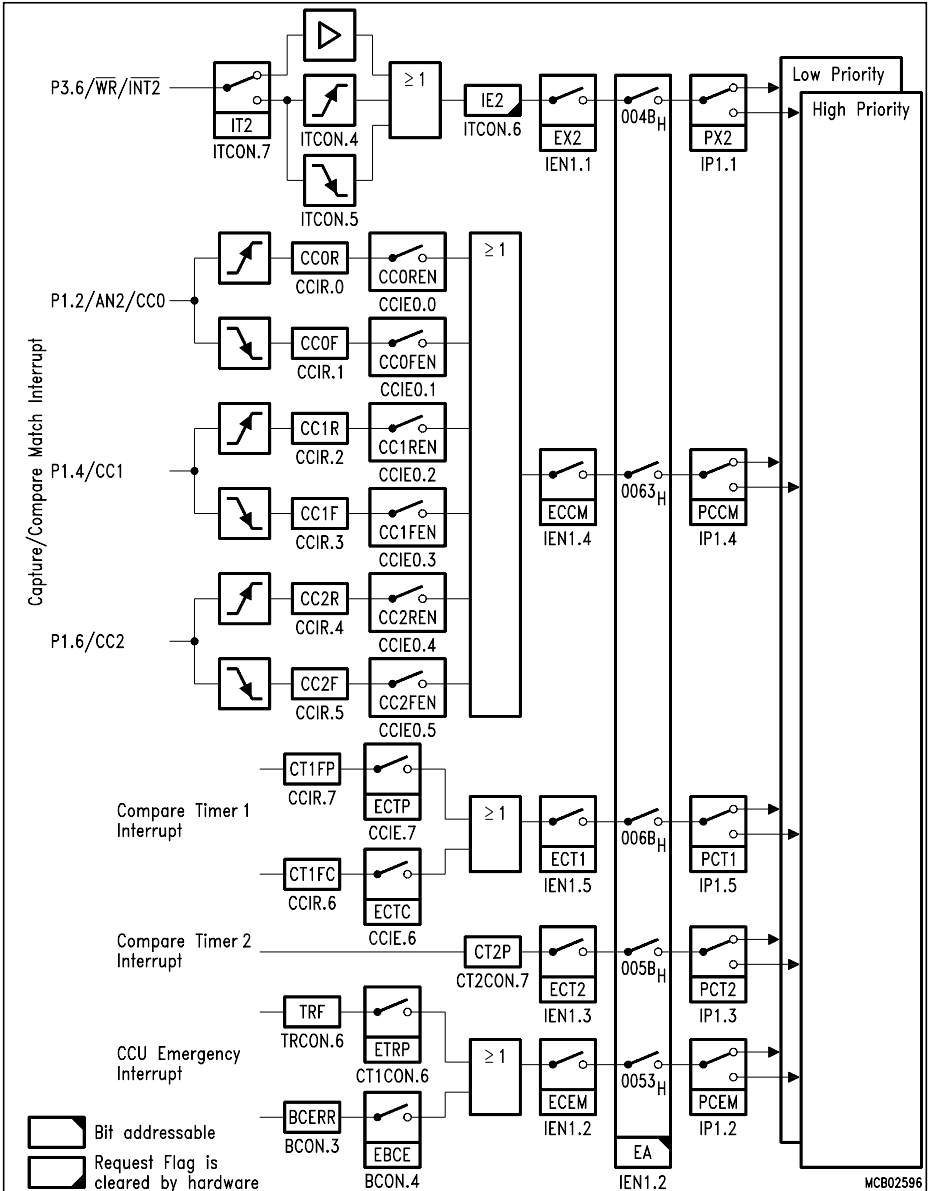 P3.6/WR/INT2
IT2
ITCON.7
ITCON.4
ITCON.5
≥1
IE2
ITCON.6
EX2
IEN1.1
004BH
PX2
IP1.1
Low Priority
High Priority
Capture/Compare Match Interrupt
P1.2/AN2/CC0
CC0R
CCIR.0
CC0REN
CCIE0.0
CC0F
CCIR.1
CC0FEN
CCIE0.1
P1.4/CC1
CC1R
CCIR.2
CC1REN
CCIE0.2
CC1F
CCIR.3
CC1FEN
CCIE0.3
P1.6/CC2
CC2R
CCIR.4
CC2REN
CCIE0.4
CC2F
CCIR.5
CC2FEN
CCIE0.5
≥1
ECCM
IEN1.4
0063H
PCCM
IP1.4
Compare Timer 1
Interrupt
CT1FP
CCIR.7
ECTP
CCIE.7
CT1FC
CCIR.6
ECTC
CCIE.6
≥1
ECT1
IEN1.5
006BH
PCT1
IP1.5
Compare Timer 2
Interrupt
CT2P
CT2CON.7
ECT2
IEN1.3
005BH
PCT2
IP1.3
CCU Emergency
Interrupt
TRF
TRCON.6
ETRP
CT1CON.6
BCERR
BCON.3
EBCE
BCON.4
≥1
ECEM
IEN1.2
0053H
PCEM
IP1.2
EA
IEN1.2
Bit addressable
Request Flag is
cleared by hardware
MCB02596